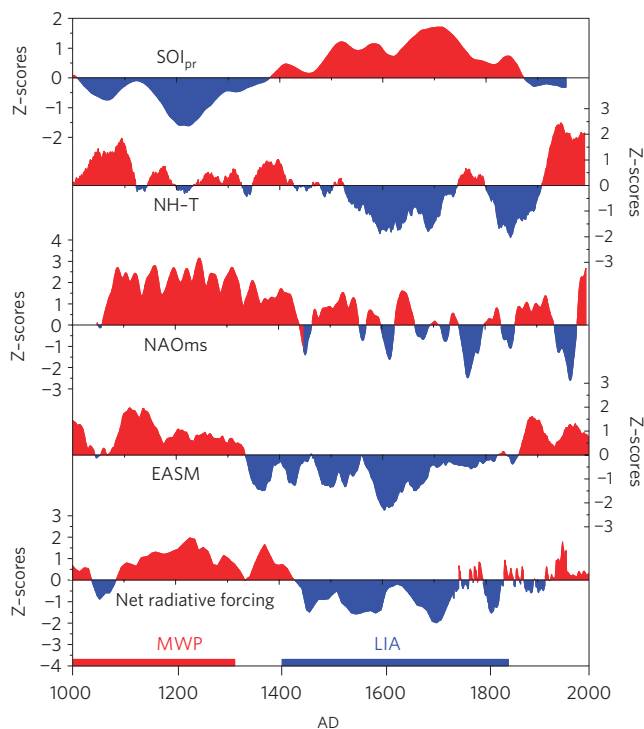 2
1
0
−1
−2
Z−scores
SOIpr
3
2
1
0
−1
−2
−3
Z−scores
NH−T
4
3
2
1
0
−1
−2
−3
Z−scores
NAOms
3
2
1
0
−1
−2
−3
Z−scores
EASM
3
2
1
0
−1
−2
−3
−4
Z−scores
Net radiative forcing
MWP LIA
1000 1200 1400 1600 1800 2000
AD